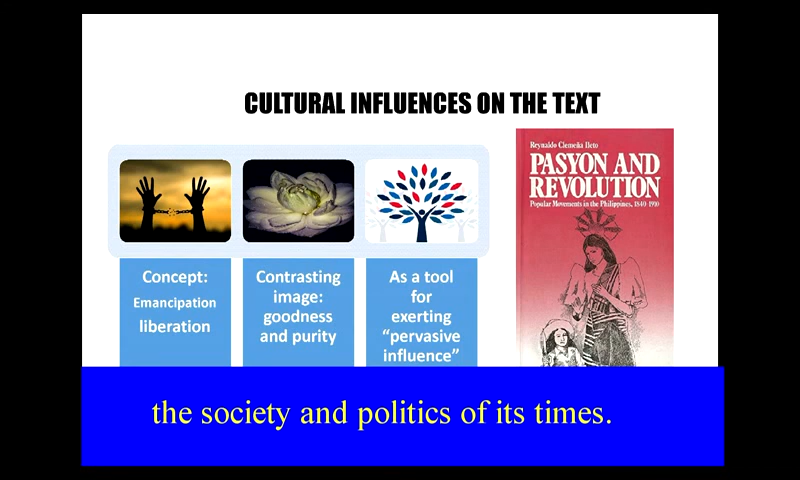 CULTURAL INFLUENCES ON THE TEXT
Concept:
Emancipation
liberation
Contrasting
image:
goodness
and purity
As a tool
for
exerting
“pervasive
influence”
Reynaldo Clemeña Ileto
PASYON AND
REVOLUTION
Popular Movements in the Philippines, 1840-1910
the society and politics of its times.